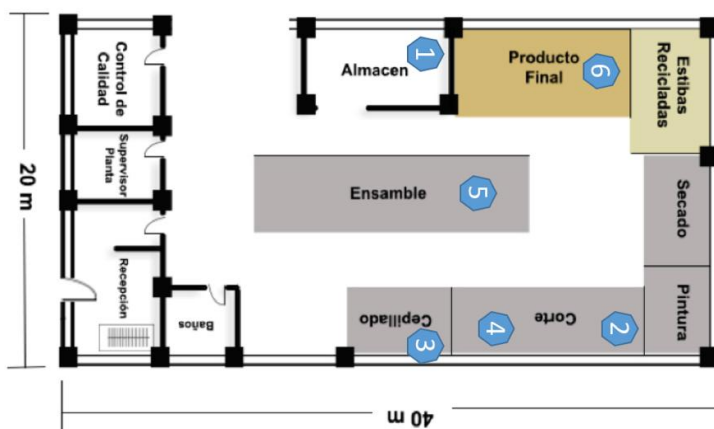 Control de
Calidad
Supervisor
Planta
Recepción
Baños
20 m
40 m
Almacen
1
Producto
Final
6
Estibas
Recicladas
Ensamble
5
Secado
Pintura
Cepillado
3
4
Corte
2